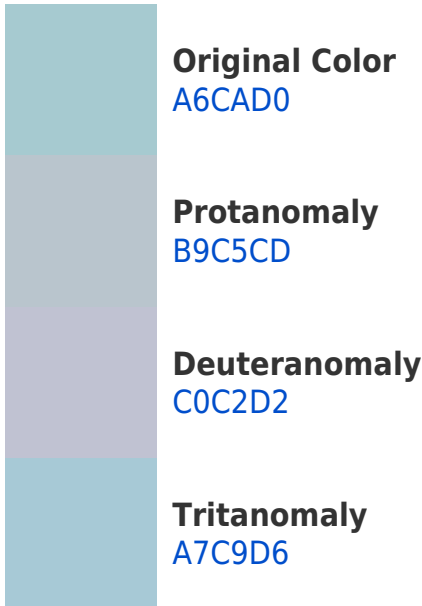 Original Color
A6CAD0
Protanomaly
B9C5CD
Deuteranomaly
C0C2D2
Tritanomaly
A7C9D6